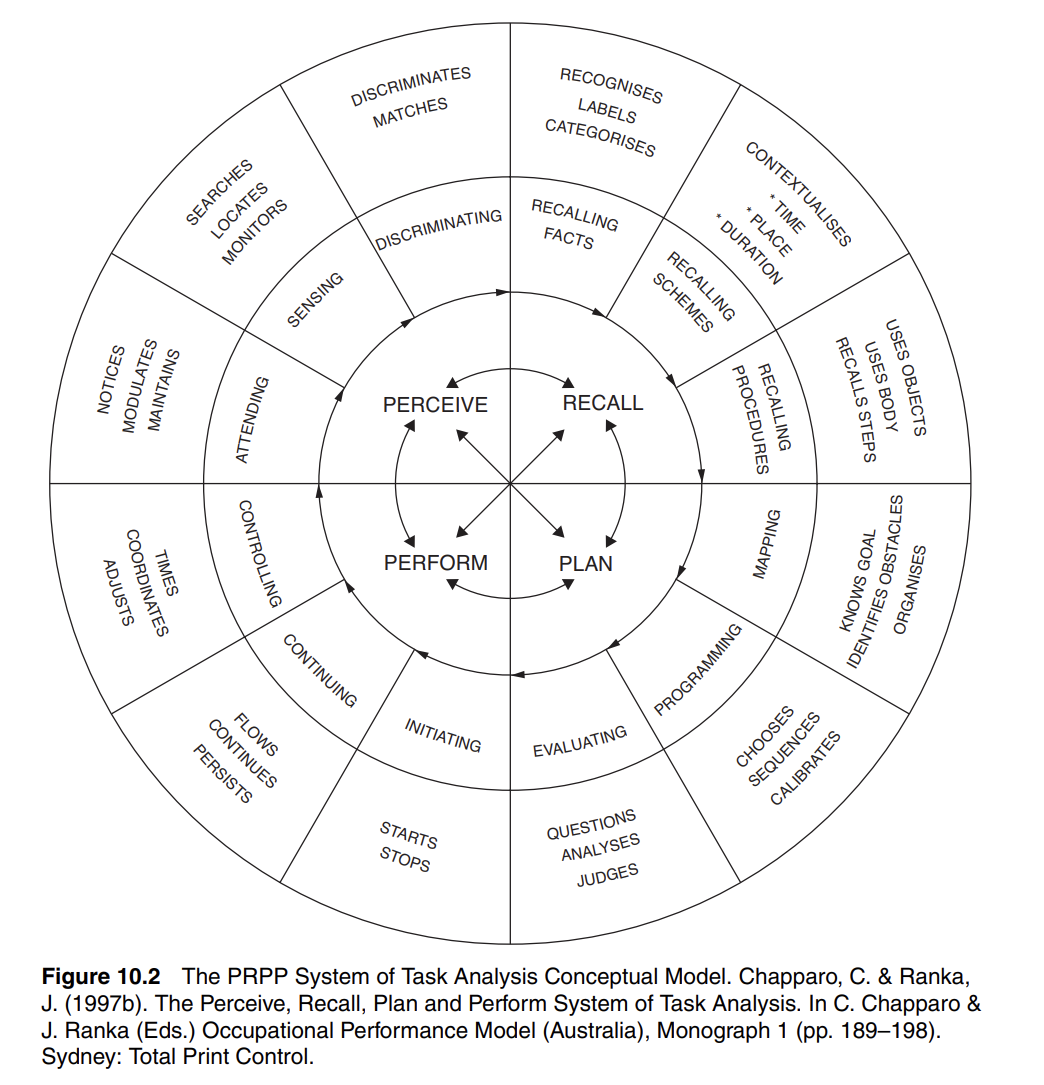 DISCRIMINATES
MATCHES
RECOGNISES
LABELS
CATEGORISES
SEARCHES
LOCATES
MONITORS
CONTEXTUALISES
* TIME
* PLACE
* DURATION
DISCRIMINATING
RECALLING
FACTS
SENSING
RECALLING
SCHEMES
NOTICES
MODULATES
MAINTAINS
ATTENDING
PERCEIVE
RECALL
RECALLING
PROCEDURES
USES OBJECTS
USES BODY
RECALLS STEPS
TIMES
COORDINATES
ADJUSTS
CONTROLLING
PERFORM
PLAN
MAPPING
KNOWS GOAL
IDENTIFIES OBSTACLES
ORGANISES
CONTINUING
PROGRAMMING
INITIATING
EVALUATING
FLOWS
CONTINUES
PERSISTS
CHOOSES
SEQUENCES
CALIBRATES
STARTS
STOPS
QUESTIONS
ANALYSES
JUDGES
Figure 10.2 The PRPP System of Task Analysis Conceptual Model. Chapparo, C. & Ranka,
J. (1997b). The Perceive, Recall, Plan and Perform System of Task Analysis. In C. Chapparo &
J. Ranka (Eds.) Occupational Performance Model (Australia), Monograph 1 (pp. 189–198).
Sydney: Total Print Control.